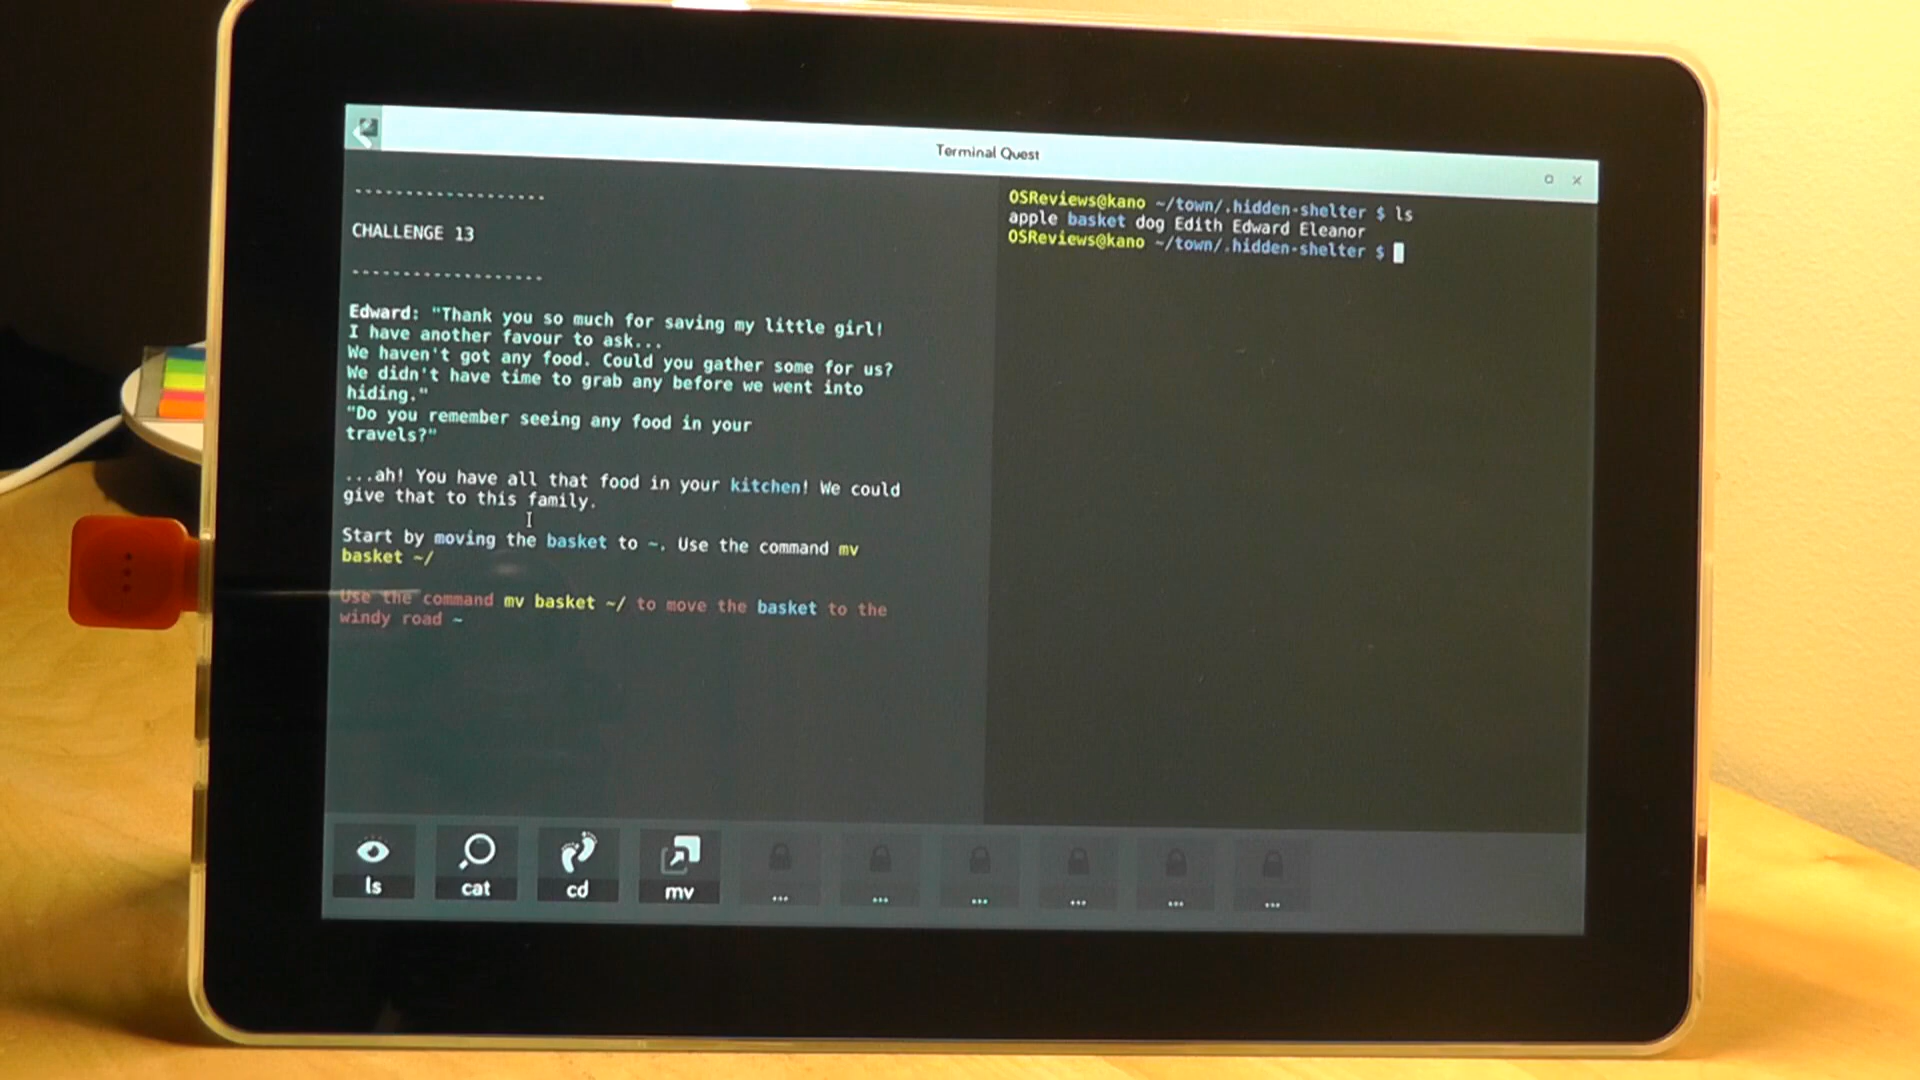 Terminal Quest
-------------------
CHALLENGE 13
-------------------
Edward: "Thank you so much for saving my little girl!
I have another favour to ask...
We haven't got any food. Could you gather some for us?
We didn't have time to grab any before we went into
hiding."
"Do you remember seeing any food in your
travels?"
...ah! You have all that food in your kitchen! We could
give that to this family.
Start by moving the basket to ~. Use the command mv
basket ~/
Use the command mv basket ~/ to move the basket to the
windy road ~
OSReviews@kano ~/town/.hidden-shelter $ ls
apple basket dog Edith Edward Eleanor
OSReviews@kano ~/town/.hidden-shelter $
ls
cat
cd
mv
...
...
...
...
...
...